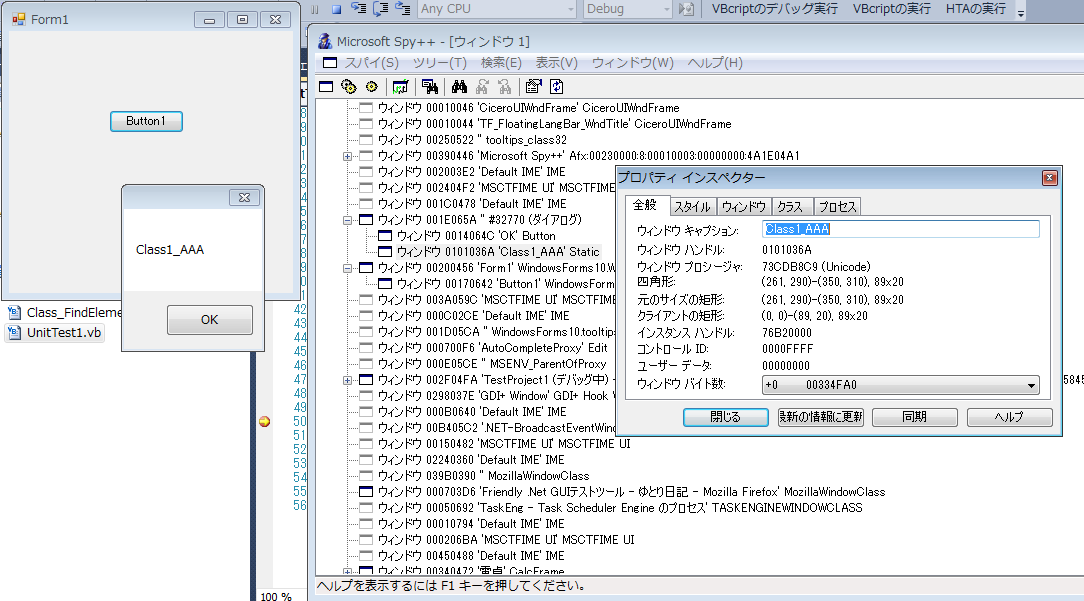 Any CPU
Debug
VBcriptのデバッグ実行
VBcriptの実行
HTAの実行
Form1
Button1
Class1_AAA
OK
Class_FindEleme
UnitTest1.vb
42
43
44
45
46
47
48
49
50
51
52
53
54
55
56
100 %
Microsoft Spy++ - [ウィンドウ 1]
スパイ(S) ツリー(T) 検索(E) 表示(V) ウィンドウ(W) ヘルプ(H)
ウィンドウ 00010046 'CiceroUIWndFrame' CiceroUIWndFrame
ウィンドウ 00010044 'TF_FloatingLangBar_WndTitle' CiceroUIWndFrame
ウィンドウ 00250522 '' tooltips_class32
ウィンドウ 00390446 'Microsoft Spy++' Afx:00230000:8:00010003:00000000:4A1E04A1
ウィンドウ 002003E2 'Default IME' IME
ウィンドウ 002404F2 'MSCTFIME UI' MSCTFIME
ウィンドウ 001C0478 'Default IME' IME
ウィンドウ 001E065A '' #32770 (ダイアログ)
ウィンドウ 0014064C 'OK' Button
ウィンドウ 0101036A 'Class1_AAA' Static
ウィンドウ 00200456 'Form1' WindowsForms10.W
ウィンドウ 00170642 'Button1' WindowsForm
ウィンドウ 003A059C 'MSCTFIME UI' MSCTFIME
ウィンドウ 000C02CE 'Default IME' IME
ウィンドウ 001D05CA '' WindowsForms10.tooltip
ウィンドウ 000700F6 'AutoCompleteProxy' Edit
ウィンドウ 000E05CE '' MSENV_ParentOfProxy
ウィンドウ 002F04FA 'TestProject1 (デバッグ中) -
5845
ウィンドウ 0298037E 'GDI+ Window' GDI+ Hook
ウィンドウ 000B0640 'Default IME' IME
ウィンドウ 00B405C2 '.NET-BroadcastEventWind
ウィンドウ 00150482 'MSCTFIME UI' MSCTFIME UI
ウィンドウ 02240360 'Default IME' IME
ウィンドウ 039B0390 '' MozillaWindowClass
ウィンドウ 000703D6 'Friendly .Net GUIテストツール - ゆとり日記 - Mozilla Firefox' MozillaWindowClass
ウィンドウ 00050692 'TaskEng - Task Scheduler Engine のプロセス' TASKENGINEWINDOWCLASS
ウィンドウ 00010794 'Default IME' IME
ウィンドウ 000206BA 'MSCTFIME UI' MSCTFIME UI
ウィンドウ 00450488 'Default IME' IME
ウィンドウ 00340472 '電卓' CalcFrame
ヘルプを表示するには F1 キーを押してください。
プロパティ インスペクター
全般 スタイル ウィンドウ クラス プロセス
ウィンドウ キャプション: Class1_AAA
ウィンドウ ハンドル: 0101036A
ウィンドウ プロシージャ: 73CDB8C9 (Unicode)
四角形: (261, 290)-(350, 310), 89x20
元のサイズの矩形: (261, 290)-(350, 310), 89x20
クライアントの矩形: (0, 0)-(89, 20), 89x20
インスタンス ハンドル: 76B20000
コントロール ID: 0000FFFF
ユーザー データ: 00000000
ウィンドウ バイト数: +0 00334FA0
閉じる 最新の情報に更新 同期 ヘルプ